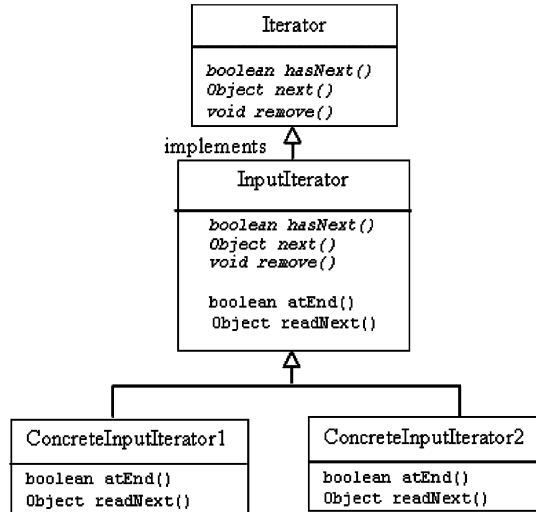 Iterator
boolean hasNext()
Object next()
void remove()
implements
InputIterator
boolean hasNext()
Object next()
void remove()
boolean atEnd()
Object readNext()
ConcreteInputIterator1
boolean atEnd()
Object readNext()
ConcreteInputIterator2
boolean atEnd()
Object readNext()